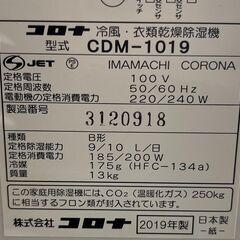 コロナ 冷風・衣類乾燥除湿機
型式 CDM-1019
JET IMAMACHI CORONA
定格電圧 100 V
定格周波数 50/60 Hz
電動機の定格消費電力 220/240 W
製造番号
3120918
種類 B形
定格除湿能力 9/10 L/日
定格消費電力 185/200 W
冷媒 175g (HFC-134a)
質量 13kg
この家庭用除湿機には、CO₂（温暖化ガス）250kg
に相当するフロン類が封入されています。
株式会社 コロナ 2019年製 日本製
-紙-